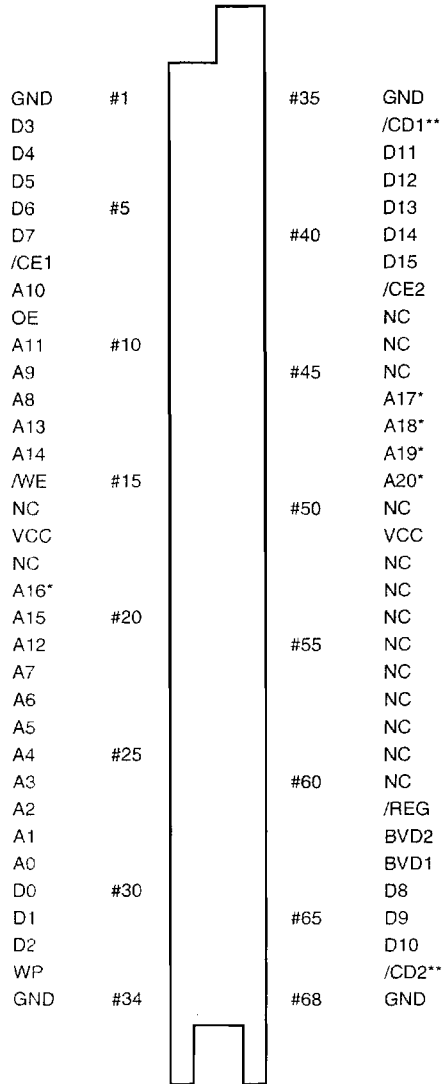 GND #1 #35 GND
D3 /CD1**
D4 D11
D5 D12
D6 #5 D13
D7 #40 D14
/CE1 D15
A10 /CE2
OE NC
A11 #10 NC
A9 #45 NC
A8 A17*
A13 A18*
A14 A19*
/WE #15 A20*
NC #50 NC
VCC VCC
NC NC
A16* NC
A15 #20 NC
A12 #55 NC
A7 NC
A6 NC
A5 NC
A4 #25 NC
A3 #60 NC
A2 /REG
A1 BVD2
A0 BVD1
D0 #30 D8
D1 #65 D9
D2 D10
WP /CD2**
GND #34 #68 GND